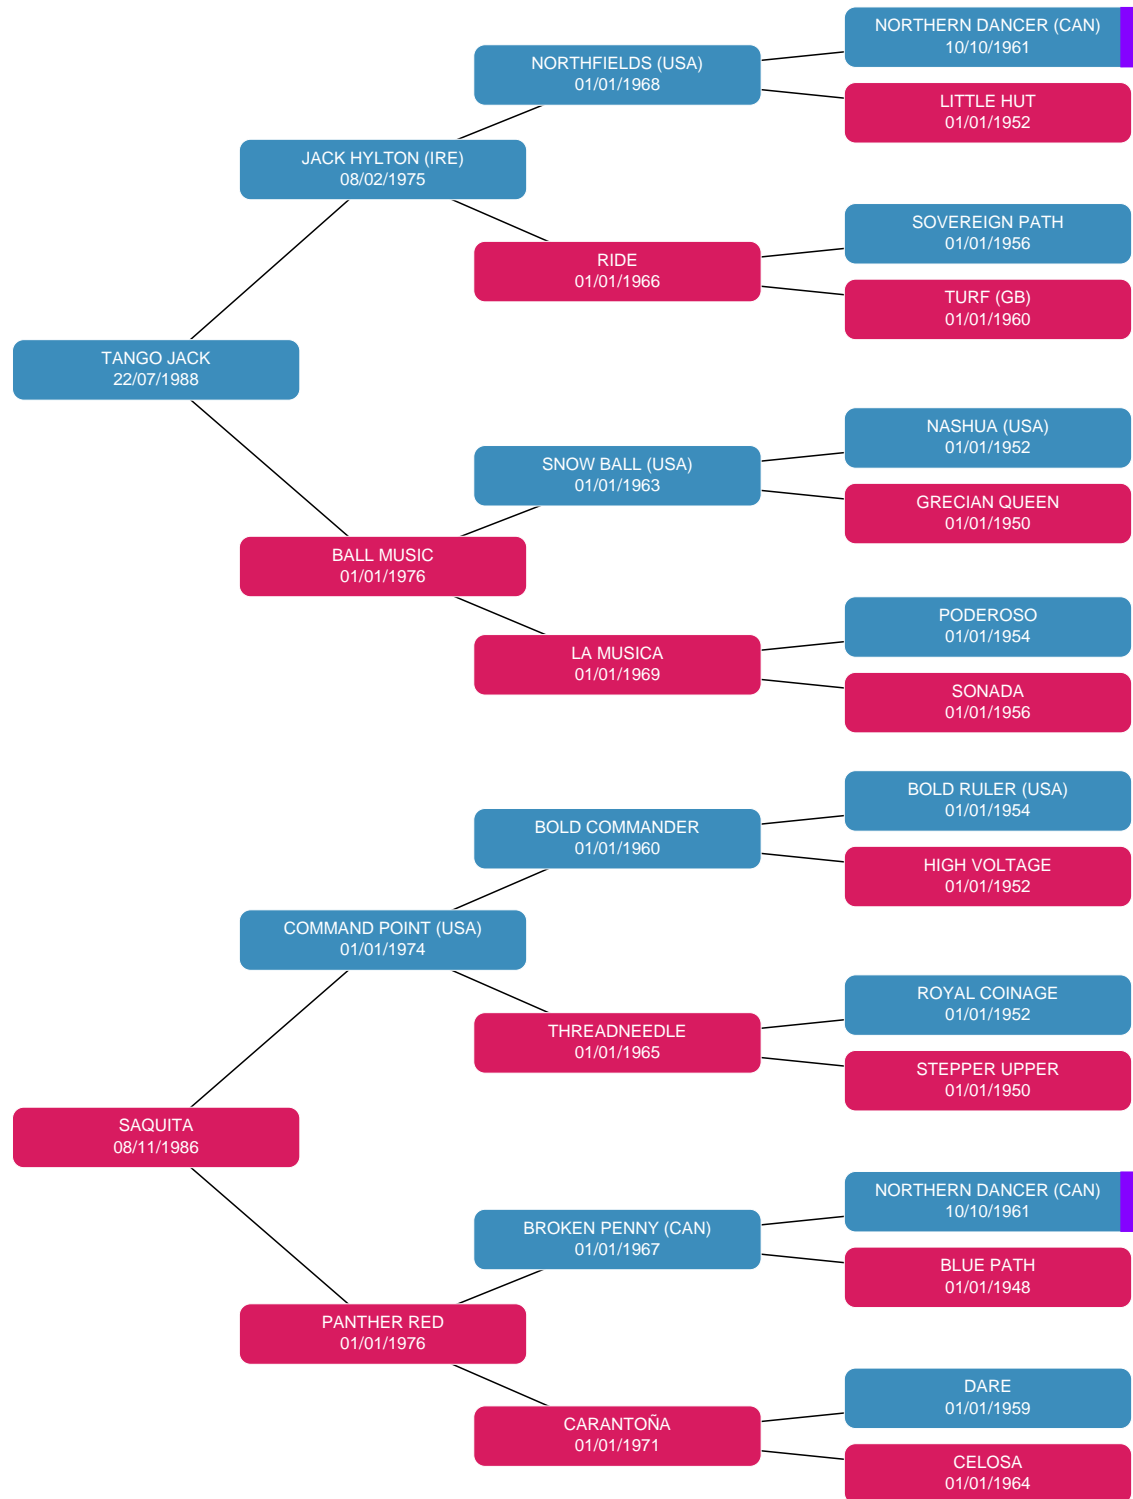 NORTHERN DANCER (CAN)
10/10/1961
NORTHFIELDS (USA)
01/01/1968
LITTLE HUT
01/01/1952
JACK HYLTON (IRE)
08/02/1975
SOVEREIGN PATH
01/01/1956
RIDE
01/01/1966
TURF (GB)
01/01/1960
TANGO JACK
22/07/1988
NASHUA (USA)
01/01/1952
SNOW BALL (USA)
01/01/1963
GRECIAN QUEEN
01/01/1950
BALL MUSIC
01/01/1976
PODEROSO
01/01/1954
LA MUSICA
01/01/1969
SONADA
01/01/1956
BOLD RULER (USA)
01/01/1954
BOLD COMMANDER
01/01/1960
HIGH VOLTAGE
01/01/1952
COMMAND POINT (USA)
01/01/1974
ROYAL COINAGE
01/01/1952
THREADNEEDLE
01/01/1965
STEPPER UPPER
01/01/1950
SAQUITA
08/11/1986
NORTHERN DANCER (CAN)
10/10/1961
BROKEN PENNY (CAN)
01/01/1967
BLUE PATH
01/01/1948
PANTHER RED
01/01/1976
DARE
01/01/1959
CARANTOÑA
01/01/1971
CELOSA
01/01/1964